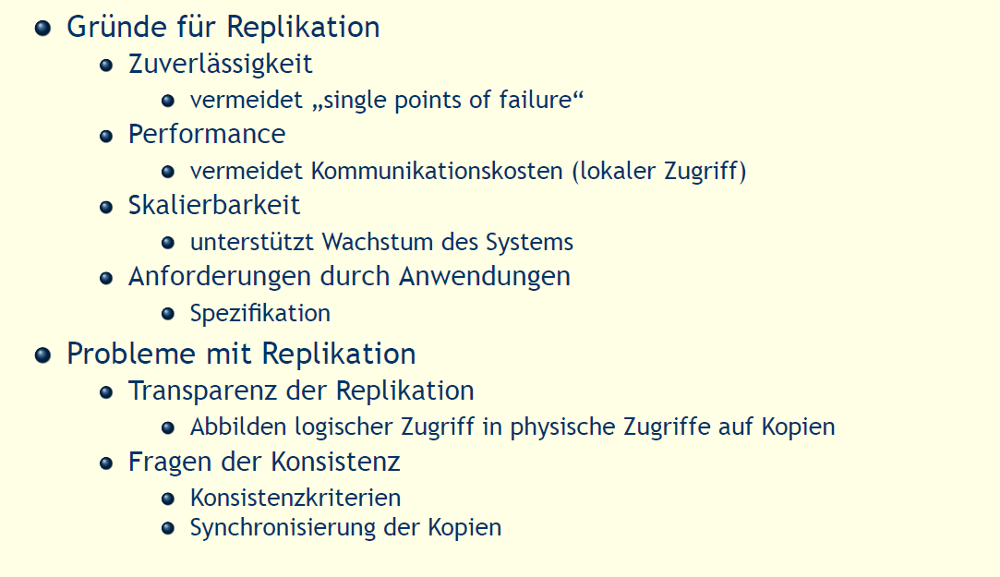 Gründe für Replikation
Zuverlässigkeit
vermeidet „single points of failure“
Performance
vermeidet Kommunikationskosten (lokaler Zugriff)
Skalierbarkeit
unterstützt Wachstum des Systems
Anforderungen durch Anwendungen
Spezifikation
Probleme mit Replikation
Transparenz der Replikation
Abbilden logischer Zugriff in physische Zugriffe auf Kopien
Fragen der Konsistenz
Konsistenzkriterien
Synchronisierung der Kopien